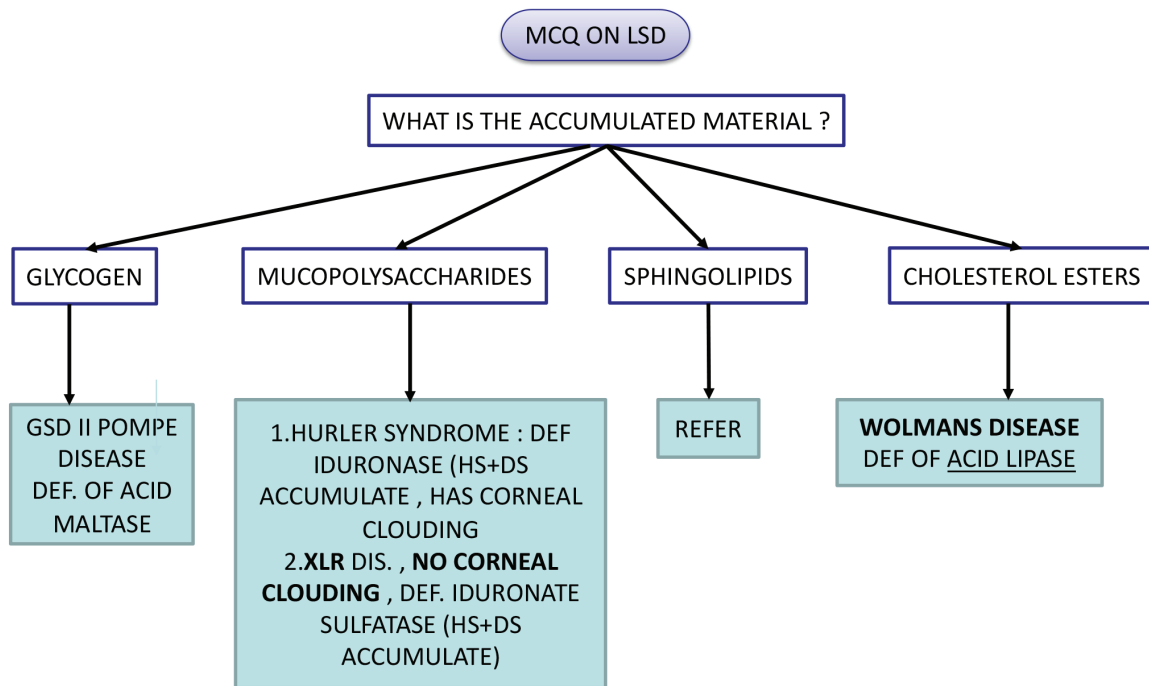 MCQ ON LSD
WHAT IS THE ACCUMULATED MATERIAL ?
GLYCOGEN
MUCOPOLYSACCHARIDES
SPHINGOLIPIDS
CHOLESTEROL ESTERS
GSD II POMPE
DISEASE
DEF. OF ACID
MALTASE
1.HURLER SYNDROME : DEF
IDURONASE (HS+DS
ACCUMULATE , HAS CORNEAL
CLOUDING
2.XLR DIS. , NO CORNEAL
CLOUDING , DEF. IDURONATE
SULFATASE (HS+DS
ACCUMULATE)
REFER
WOLMANS DISEASE
DEF OF ACID LIPASE